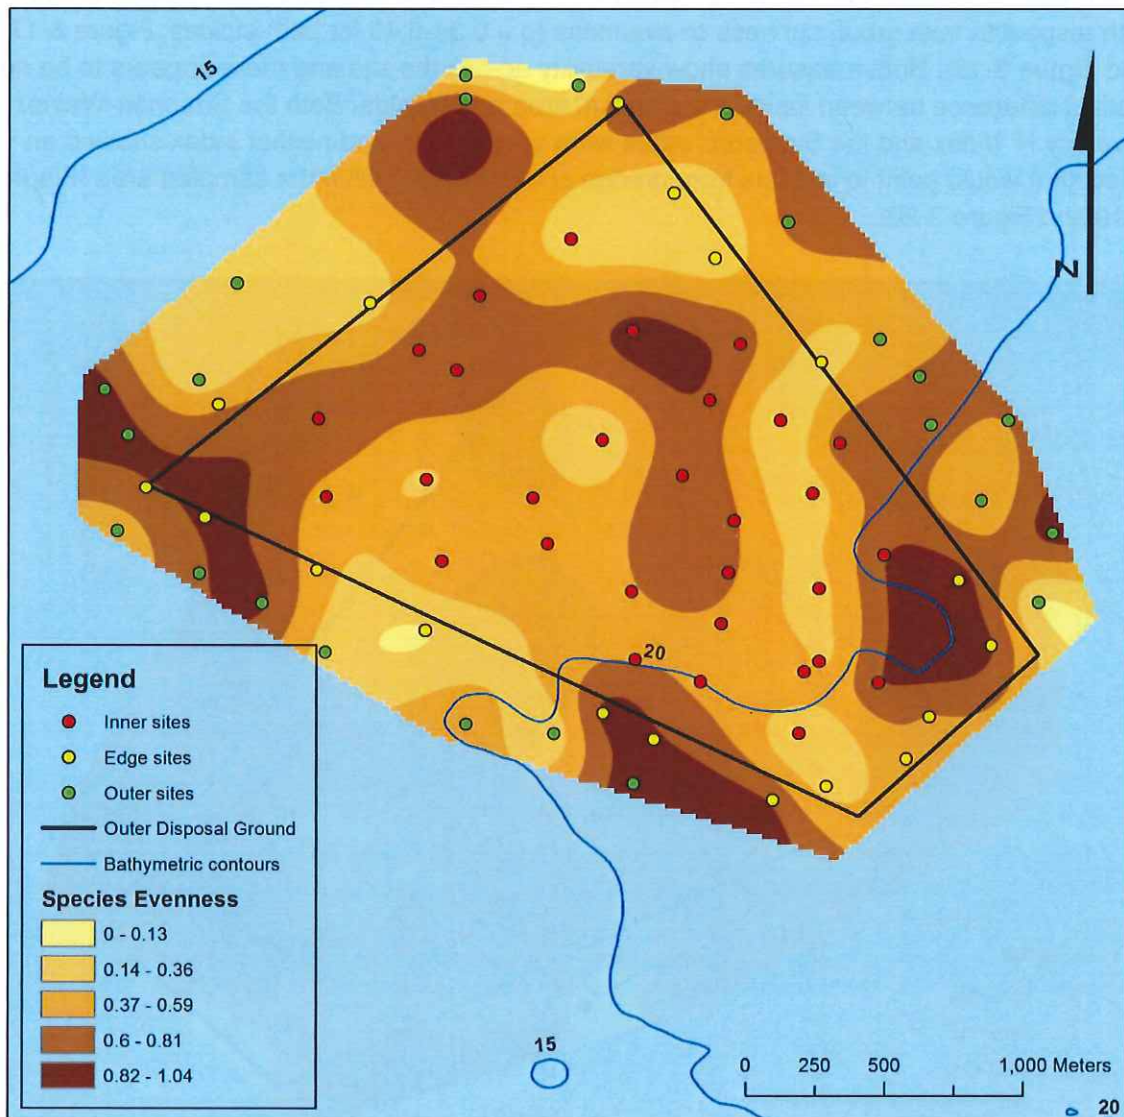 15
N
20
Legend
Inner sites
Edge sites
Outer sites
Outer Disposal Ground
Bathymetric contours
Species Evenness
0 - 0.13
0.14 - 0.36
0.37 - 0.59
0.6 - 0.81
0.82 - 1.04
15
0 250 500 1,000 Meters
20